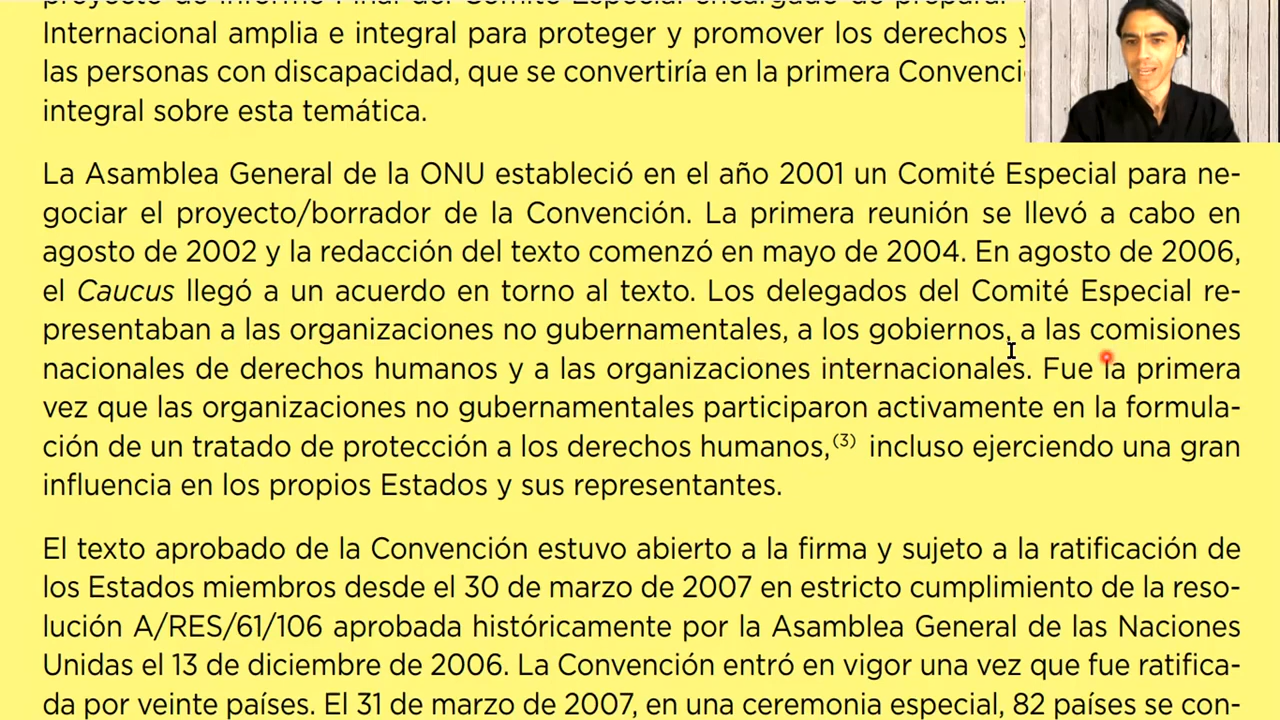 proyecto de Informe Final del Comité Especial encargado de preparar
Internacional amplia e integral para proteger y promover los derechos y
las personas con discapacidad, que se convertiría en la primera Convenci
integral sobre esta temática.
La Asamblea General de la ONU estableció en el año 2001 un Comité Especial para ne-
gociar el proyecto/borrador de la Convención. La primera reunión se llevó a cabo en
agosto de 2002 y la redacción del texto comenzó en mayo de 2004. En agosto de 2006,
el Caucus llegó a un acuerdo en torno al texto. Los delegados del Comité Especial re-
presentaban a las organizaciones no gubernamentales, a los gobiernos, a las comisiones
nacionales de derechos humanos y a las organizaciones internacionales. Fue la primera
vez que las organizaciones no gubernamentales participaron activamente en la formula-
ción de un tratado de protección a los derechos humanos,(3) incluso ejerciendo una gran
influencia en los propios Estados y sus representantes.
El texto aprobado de la Convención estuvo abierto a la firma y sujeto a la ratificación de
los Estados miembros desde el 30 de marzo de 2007 en estricto cumplimiento de la reso-
lución A/RES/61/106 aprobada históricamente por la Asamblea General de las Naciones
Unidas el 13 de diciembre de 2006. La Convención entró en vigor una vez que fue ratifica-
da por veinte países. El 31 de marzo de 2007, en una ceremonia especial, 82 países se con-